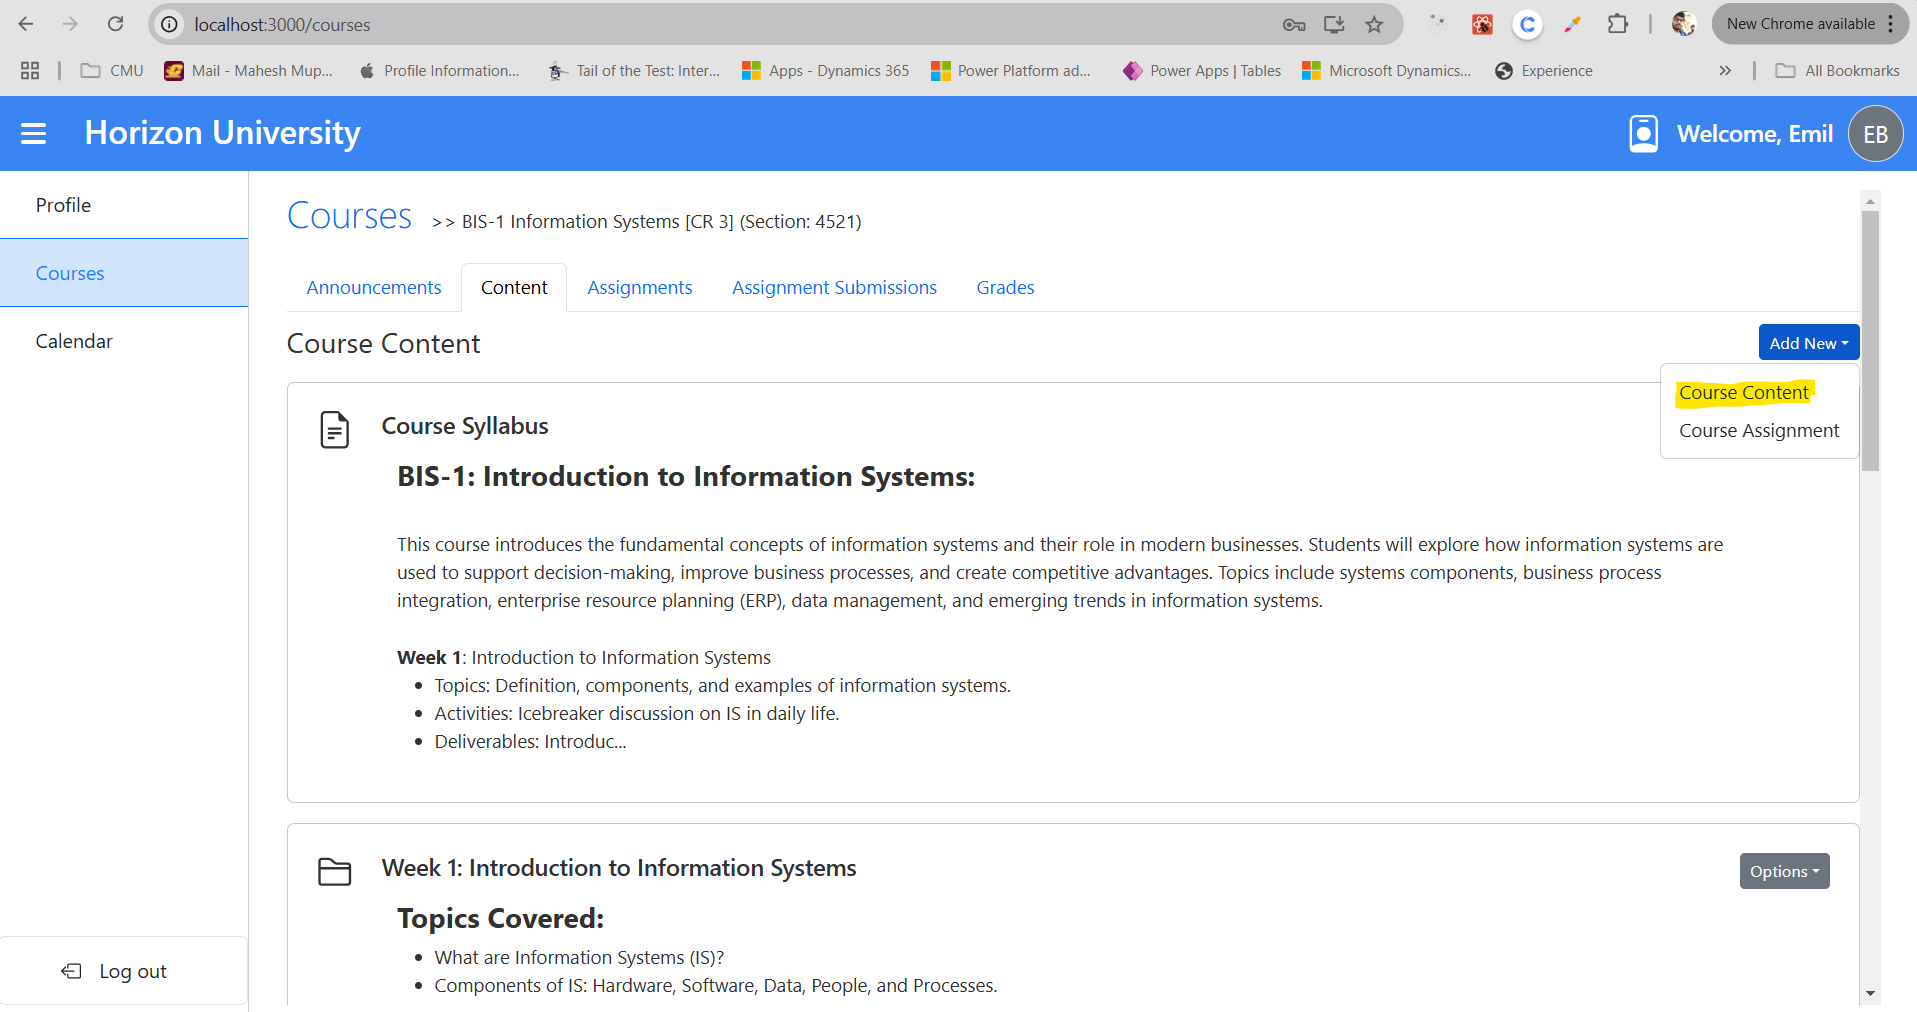 localhost:3000/courses
New Chrome available
CMU
Mail - Mahesh Mup...
Profile Information...
Tail of the Test: Inter...
Apps - Dynamics 365
Power Platform ad...
Power Apps | Tables
Microsoft Dynamics...
Experience
All Bookmarks
Horizon University
Welcome, Emil
EB
Profile
Courses
Calendar
Log out
Courses >> BIS-1 Information Systems [CR 3] (Section: 4521)
Announcements
Content
Assignments
Assignment Submissions
Grades
Course Content
Add New
Course Content
Course Assignment
Course Syllabus
BIS-1: Introduction to Information Systems:
This course introduces the fundamental concepts of information systems and their role in modern businesses. Students will explore how information systems are
used to support decision-making, improve business processes, and create competitive advantages. Topics include systems components, business process
integration, enterprise resource planning (ERP), data management, and emerging trends in information systems.
Week 1: Introduction to Information Systems
• Topics: Definition, components, and examples of information systems.
• Activities: Icebreaker discussion on IS in daily life.
• Deliverables: Introduc...
Week 1: Introduction to Information Systems
Options
Topics Covered:
• What are Information Systems (IS)?
• Components of IS: Hardware, Software, Data, People, and Processes.